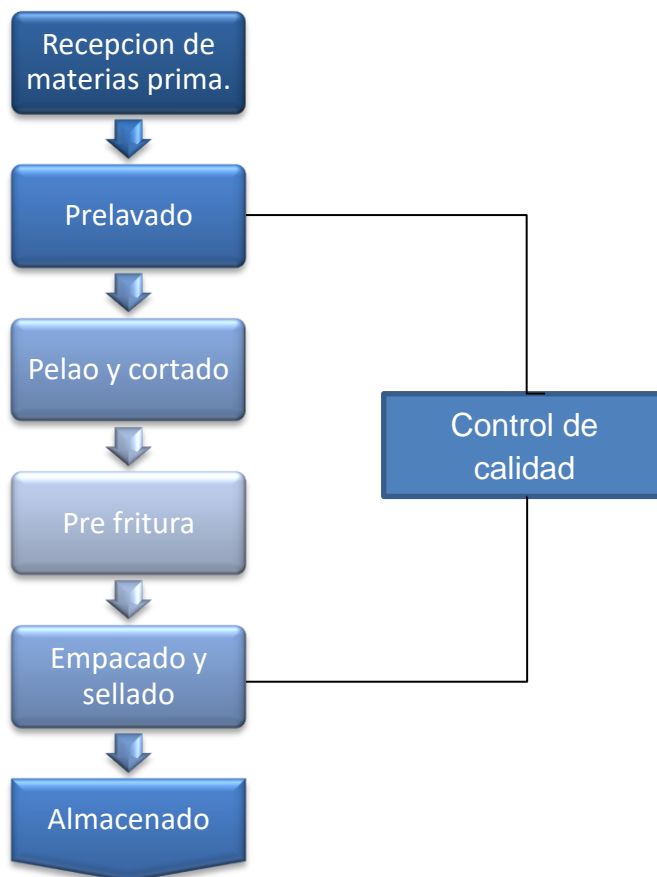 Recepcion de
materias prima.
Prelavado
Pelao y cortado
Control de
calidad
Pre fritura
Empacado y
sellado
Almacenado